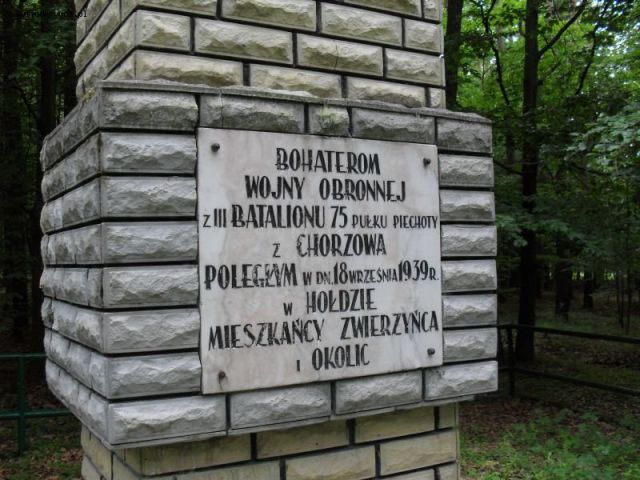 BOHATEROM
WOJNY OBRONNEJ
Z III BATALIONU 75 PUŁKU PIECHOTY
Z CHORZOWA
POLEGŁYM W DN. 18 WRZEŚNIA 1939 R.
W HOŁDZIE
MIESZKAŃCY ZWIERZYŃCA
I OKOLIC